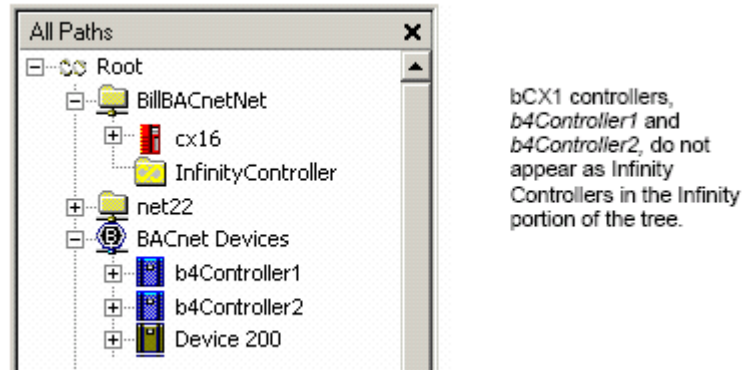 All Paths
Root
BillBACnetNet
cx16
InfinityController
net22
BACnet Devices
b4Controller1
b4Controller2
Device 200
bCX1 controllers,
b4Controller1 and
b4Controller2, do not
appear as Infinity
Controllers in the Infinity
portion of the tree.